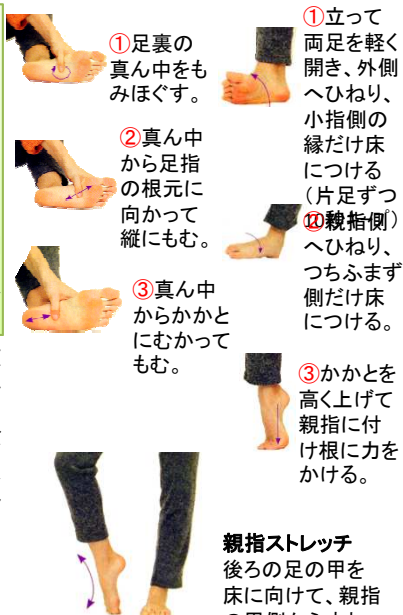 ①足裏の
真ん中をも
みほぐす。
②真ん中
から足指
の根元に
向かって
縦にもむ。
③真ん中
からかかと
にむかって
もむ。
①立って
両足を軽く
開き、外側
へひねり、
小指側の
縁だけ床
につける
（片足ずつ
②親指側
へひねり、
つちふまず
側だけ床
につける。
③かかとを
高く上げて
親指に付
け根に力を
かける。
親指ストレッチ
後ろの足の甲を
床に向けて、親指